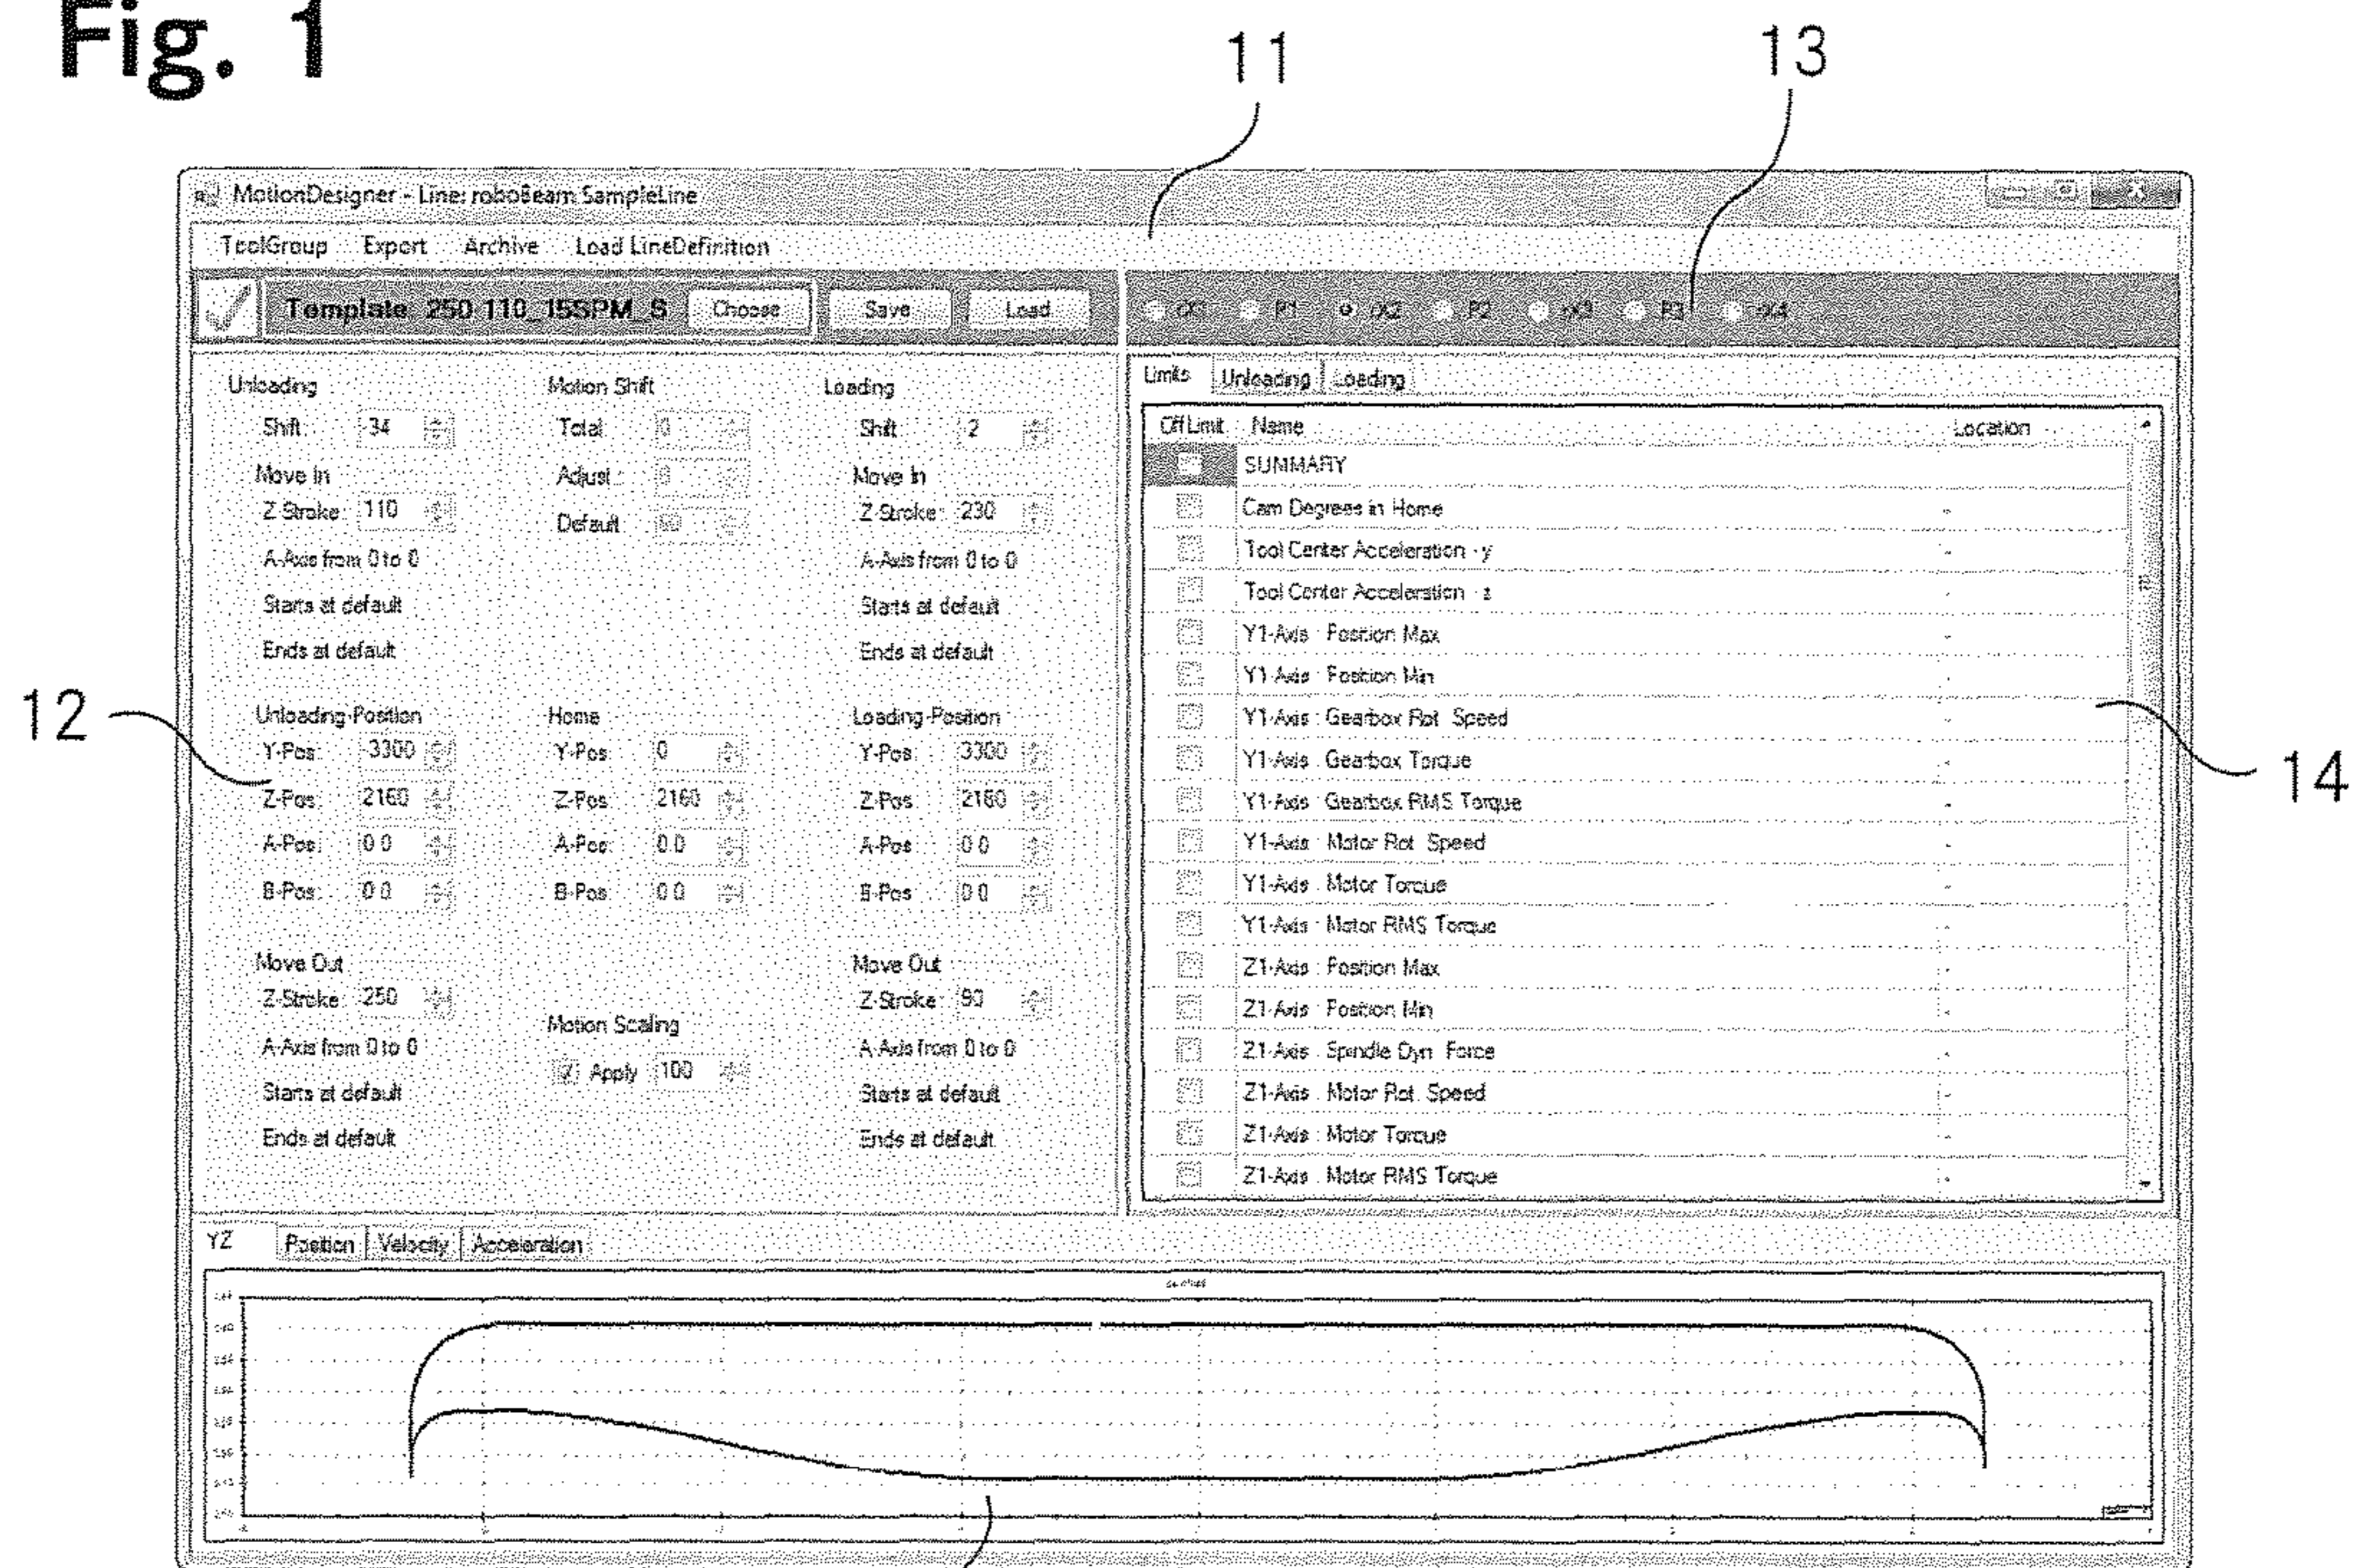 Fig. 1
11
13
MotionDesigner - Line: roboBeam SampleLine
ToolGroup Export Archive Load LineDefinition
Template 250 110_15SPM_S Choose Save Load
rX1 R1 rX2 R2 rX3 R3 rX4
Unloading Motion Shift Loading
Limits Unloading Loading
Shift: -34 Total 0 Shift 2
Off Limit Name Location
SUMMARY
Move In Adjust: 0 Move In
Z-Stroke: 110 Default Z-Stroke: 230
Cam Degrees in Home -
A-Axis from 0 to 0 A-Axis from 0 to 0
Tool Center Acceleration - y -
Starts at default Starts at default
Tool Center Acceleration - z -
Ends at default Ends at default
Y1-Axis : Position Max -
Y1-Axis : Position Min -
12
Unloading-Position Home Loading-Position
Y1-Axis : Gearbox Rot. Speed -
Y-Pos: -3300 Y-Pos: 0 Y-Pos: 3300
Y1-Axis : Gearbox Torque -
14
Z-Pos: 2160 Z-Pos: 2160 Z-Pos: 2160
Y1-Axis : Gearbox RMS Torque -
A-Pos: 0.0 A-Pos: 0.0 A-Pos: 0.0
Y1-Axis : Motor Rot. Speed -
B-Pos: 0.0 B-Pos: 0.0 B-Pos: 0.0
Y1-Axis : Motor Torque -
Y1-Axis : Motor RMS Torque -
Move Out Move Out
Z1-Axis : Position Max -
Z-Stroke: 250 Z-Stroke: 90
Z1-Axis : Position Min -
Motion Scaling
A-Axis from 0 to 0 A-Axis from 0 to 0
Z1-Axis : Spindle Dyn. Force -
Apply 100
Starts at default Starts at default
Z1-Axis : Motor Rot. Speed -
Ends at default Ends at default
Z1-Axis : Motor Torque -
Z1-Axis : Motor RMS Torque -
YZ Position Velocity Acceleration